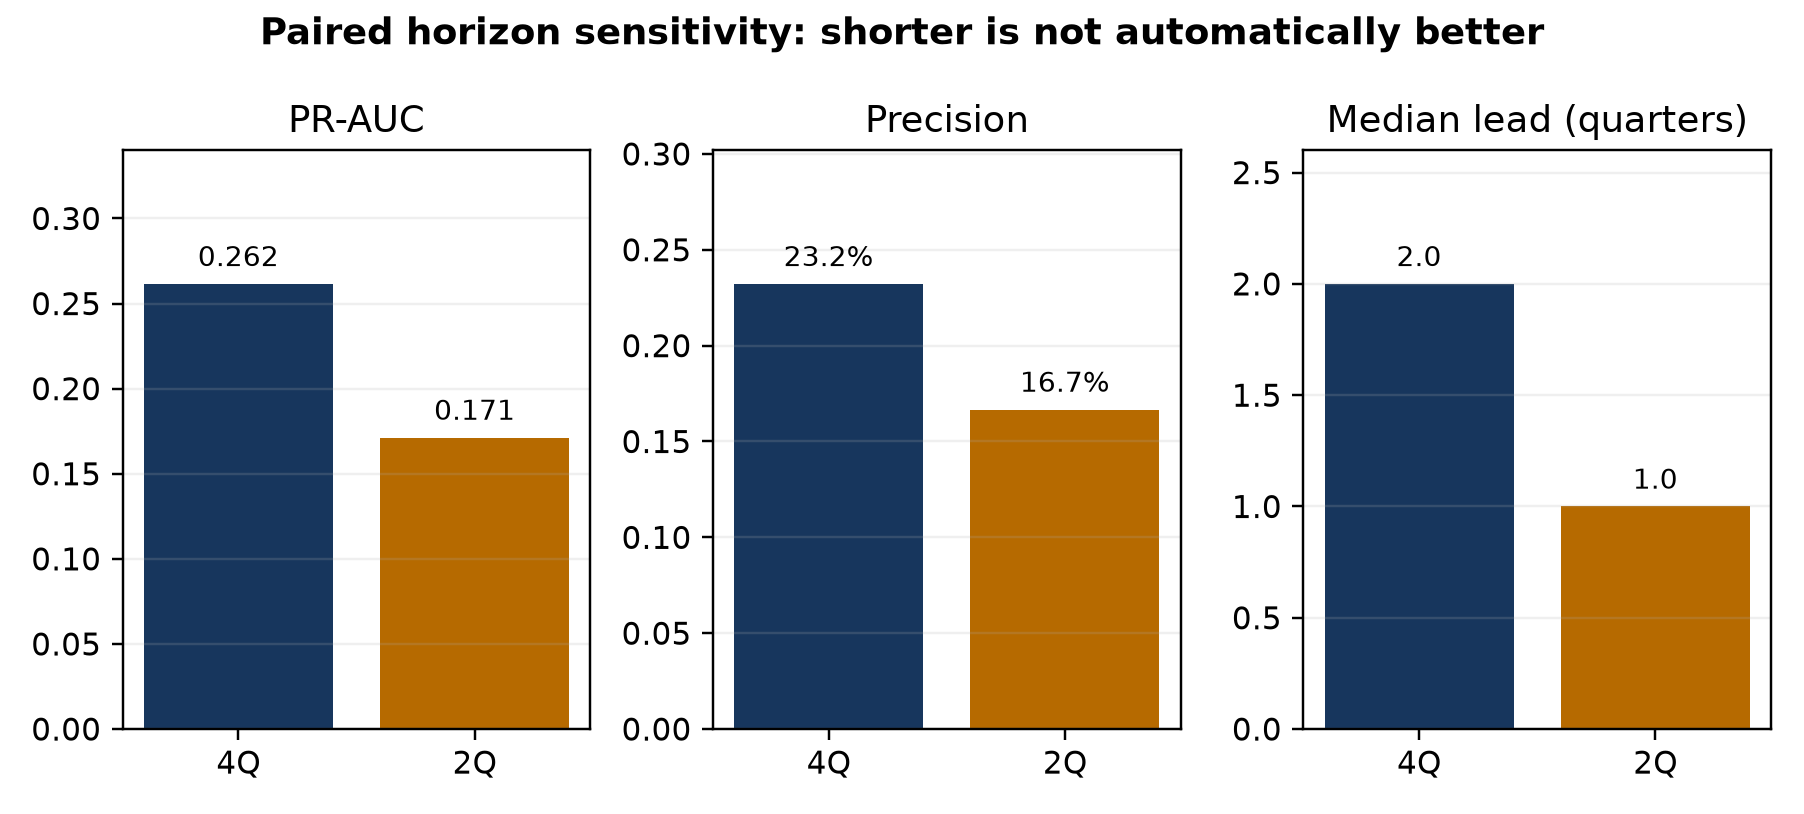 Paired horizon sensitivity: shorter is not automatically better
PR-AUC
0.30
0.25
0.20
0.15
0.10
0.05
0.00
0.262
0.171
4Q
2Q
Precision
0.30
0.25
0.20
0.15
0.10
0.05
0.00
23.2%
16.7%
4Q
2Q
Median lead (quarters)
2.5
2.0
1.5
1.0
0.5
0.0
2.0
1.0
4Q
2Q